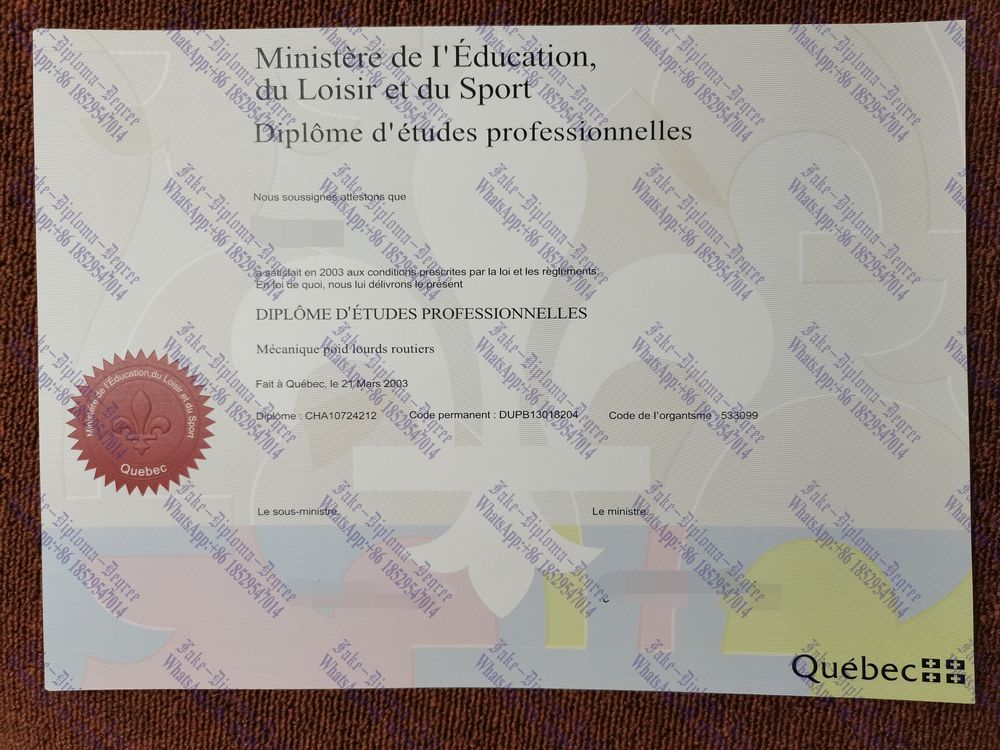 Ministère de l'Éducation,
du Loisir et du Sport
Diplôme d'études professionnelles
Nous soussignés attestons que
a satisfait en 2003 aux conditions prescrites par la loi et les règlements.
En foi de quoi, nous lui délivrons le présent
DIPLÔME D'ÉTUDES PROFESSIONNELLES
Mécanique poid lourds routiers
Fait à Québec, le 21 Mars 2003
Diplôme : CHA10724212 Code permanent : DUPB13018204 Code de l'organtsme : 533099
Ministère de l'Éducation,du Loisir et du Sport
Quebec
Le sous-ministre, Le ministre,
Québec
Fake-Diploma-Degree
WhatsApp:+86 18529547014